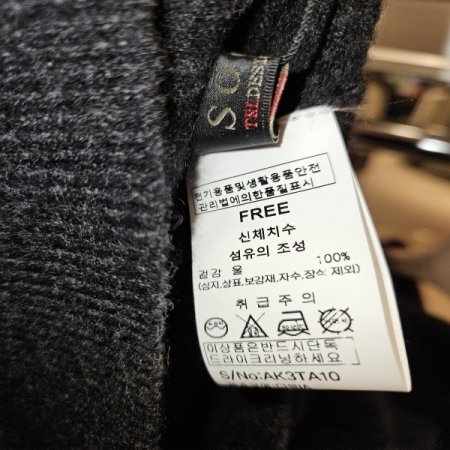 SO
TSL DES
전기용품및생활용품안전
관리법에의한품질표시
FREE
신체치수
섬유의 조성
겉감 울 100%
(심지,상표,보강재,자수,장식 제외)
취급주의
이상품은반드시단독
드라이크리닝하세요
S/No:AK3TA10